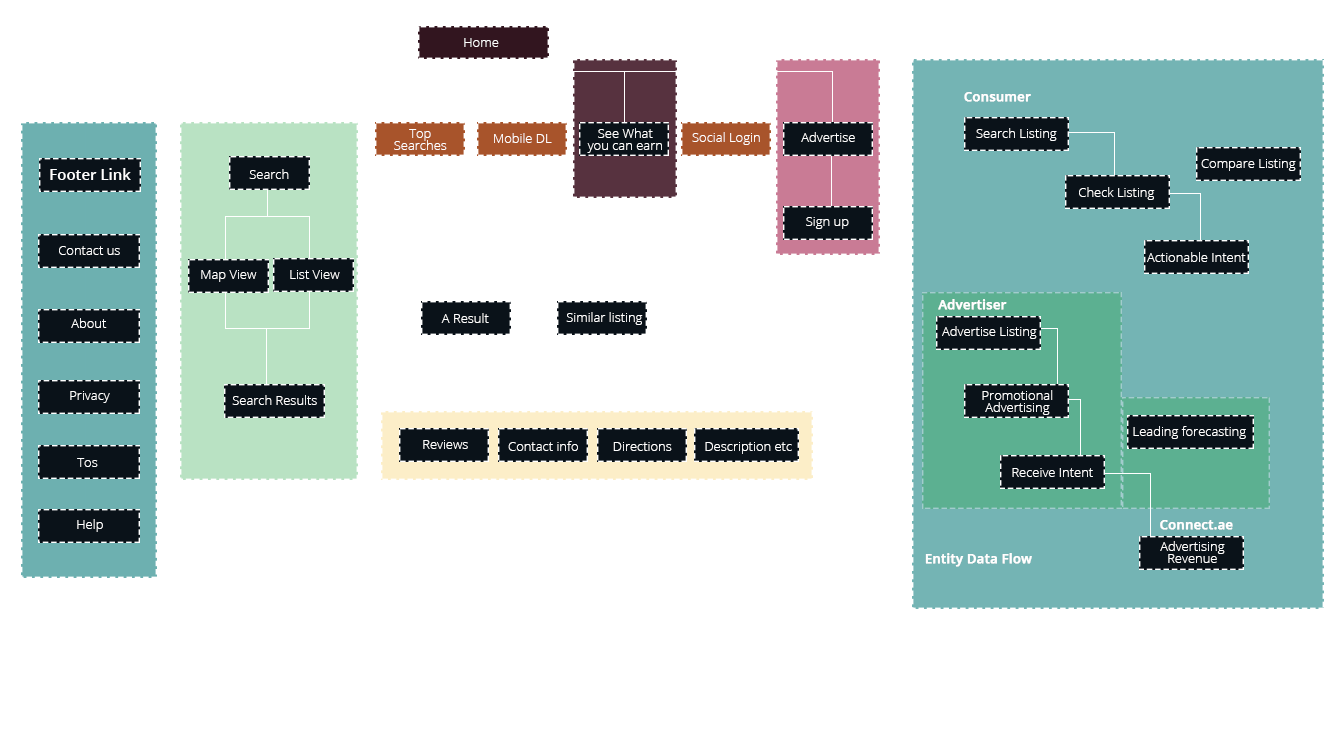 Home
Footer Link
Contact us
About
Privacy
Tos
Help
Search
Map View
List View
Search Results
Top
Searches
Mobile DL
See What
you can earn
Social Login
Advertise
Sign up
A Result
Similar listing
Reviews
Contact info
Directions
Description etc
Consumer
Search Listing
Compare Listing
Check Listing
Actionable Intent
Advertiser
Advertise Listing
Promotional
Advertising
Leading forecasting
Receive Intent
Connect.ae
Advertising
Revenue
Entity Data Flow